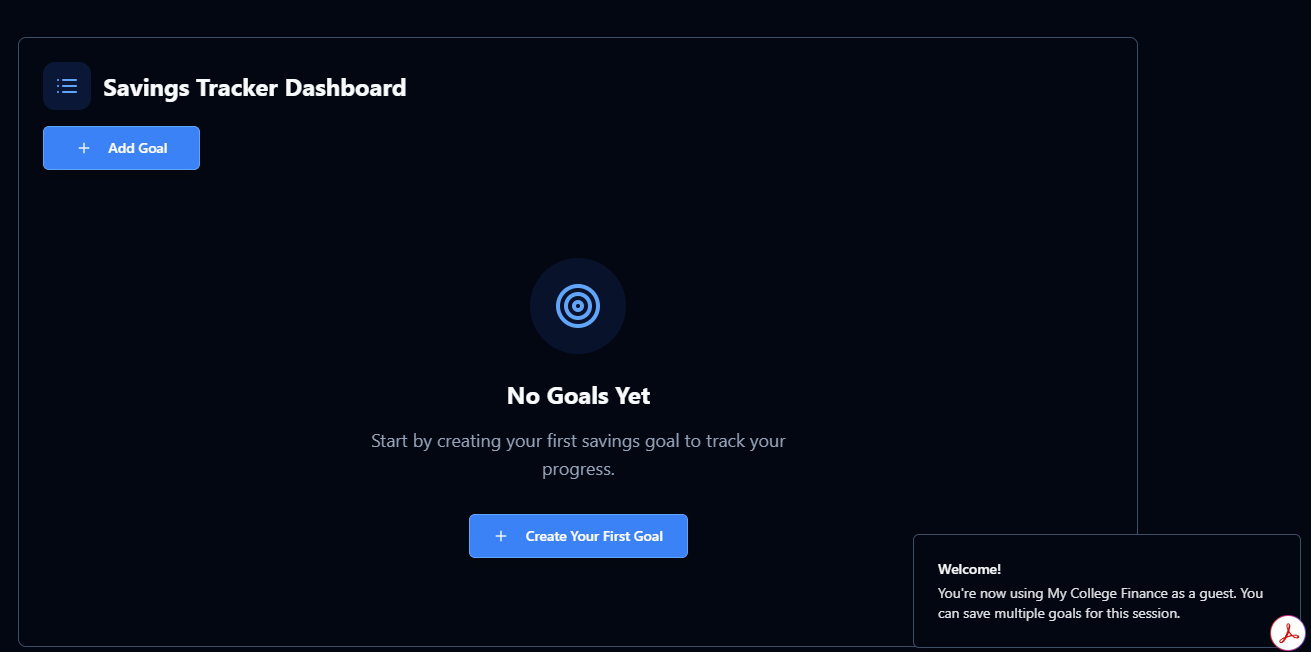 Savings Tracker Dashboard
Add Goal
No Goals Yet
Start by creating your first savings goal to track your
progress.
Create Your First Goal
Welcome!
You're now using My College Finance as a guest. You
can save multiple goals for this session.